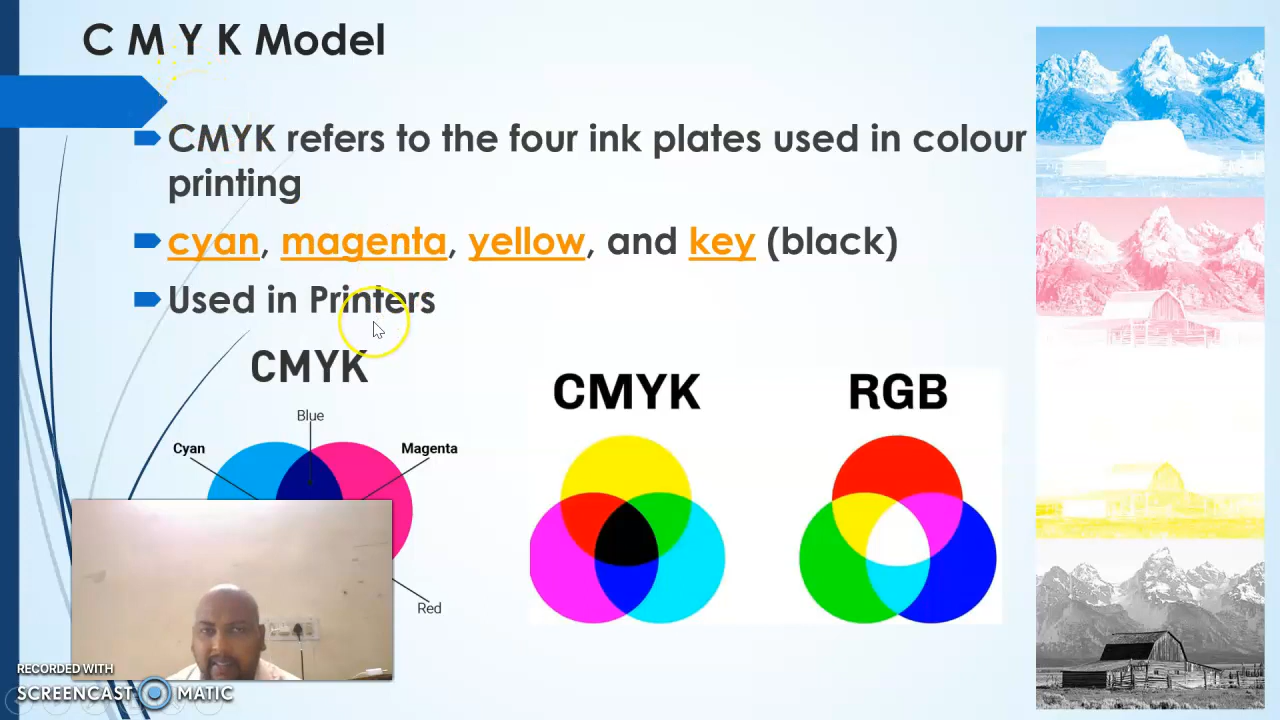 C M Y K Model
CMYK refers to the four ink plates used in colour
printing
cyan, magenta, yellow, and key (black)
Used in Printers
CMYK
Blue
Cyan
Magenta
Red
CMYK
RGB
RECORDED WITH
SCREENCAST MATIC